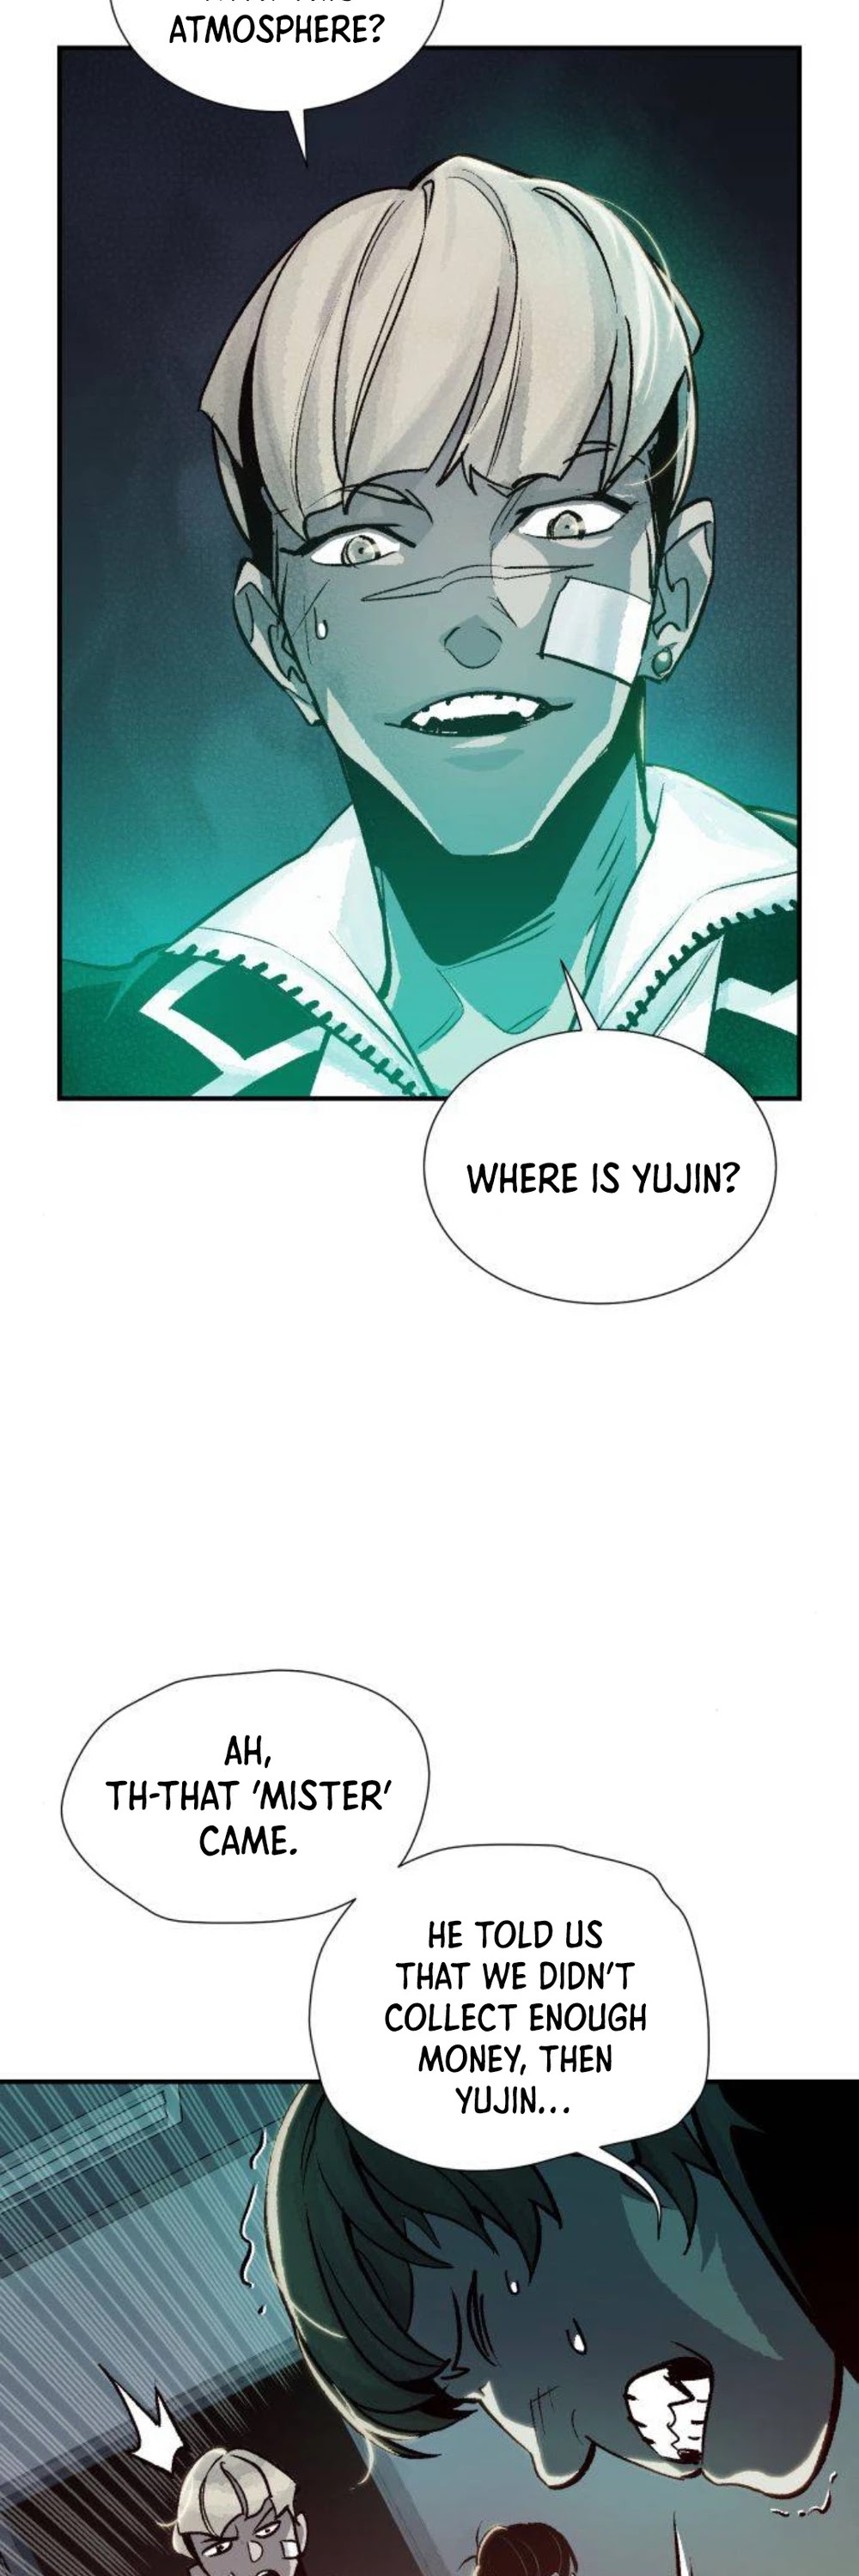 ATMOSPHERE?
WHERE IS YUJIN?
AH,
TH-THAT 'MISTER'
CAME.
HE TOLD US
THAT WE DIDN'T
COLLECT ENOUGH
MONEY, THEN
YUJIN...